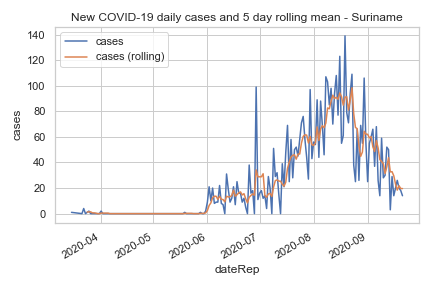 New COVID-19 daily cases and 5 day rolling mean - Suriname
cases
cases (rolling)
140
120
100
80
60
40
20
0
cases
2020-04
2020-05
2020-06
2020-07
2020-08
2020-09
dateRep